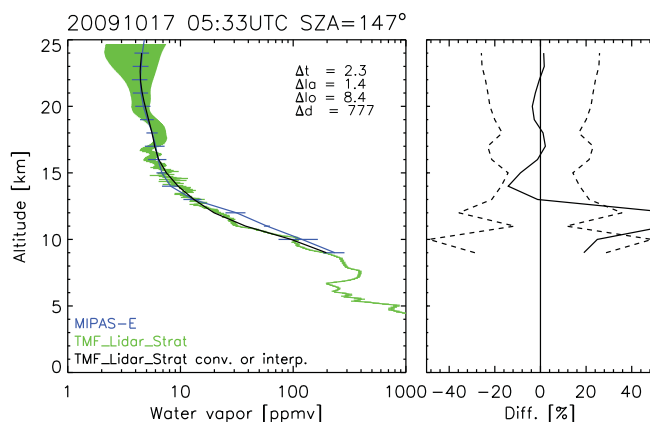 20091017 05:33UTC SZA=147°
25
20
15
10
5
0
Altitude [km]
Δt = 2.3
Δla = 1.4
Δlo = 8.4
Δd = 777
MIPAS-E
TMF_Lidar_Strat
TMF_Lidar_Strat conv. or interp.
1 10 100 1000
Water vapor [ppmv]
-40 -20 0 20 40
Diff. [%]